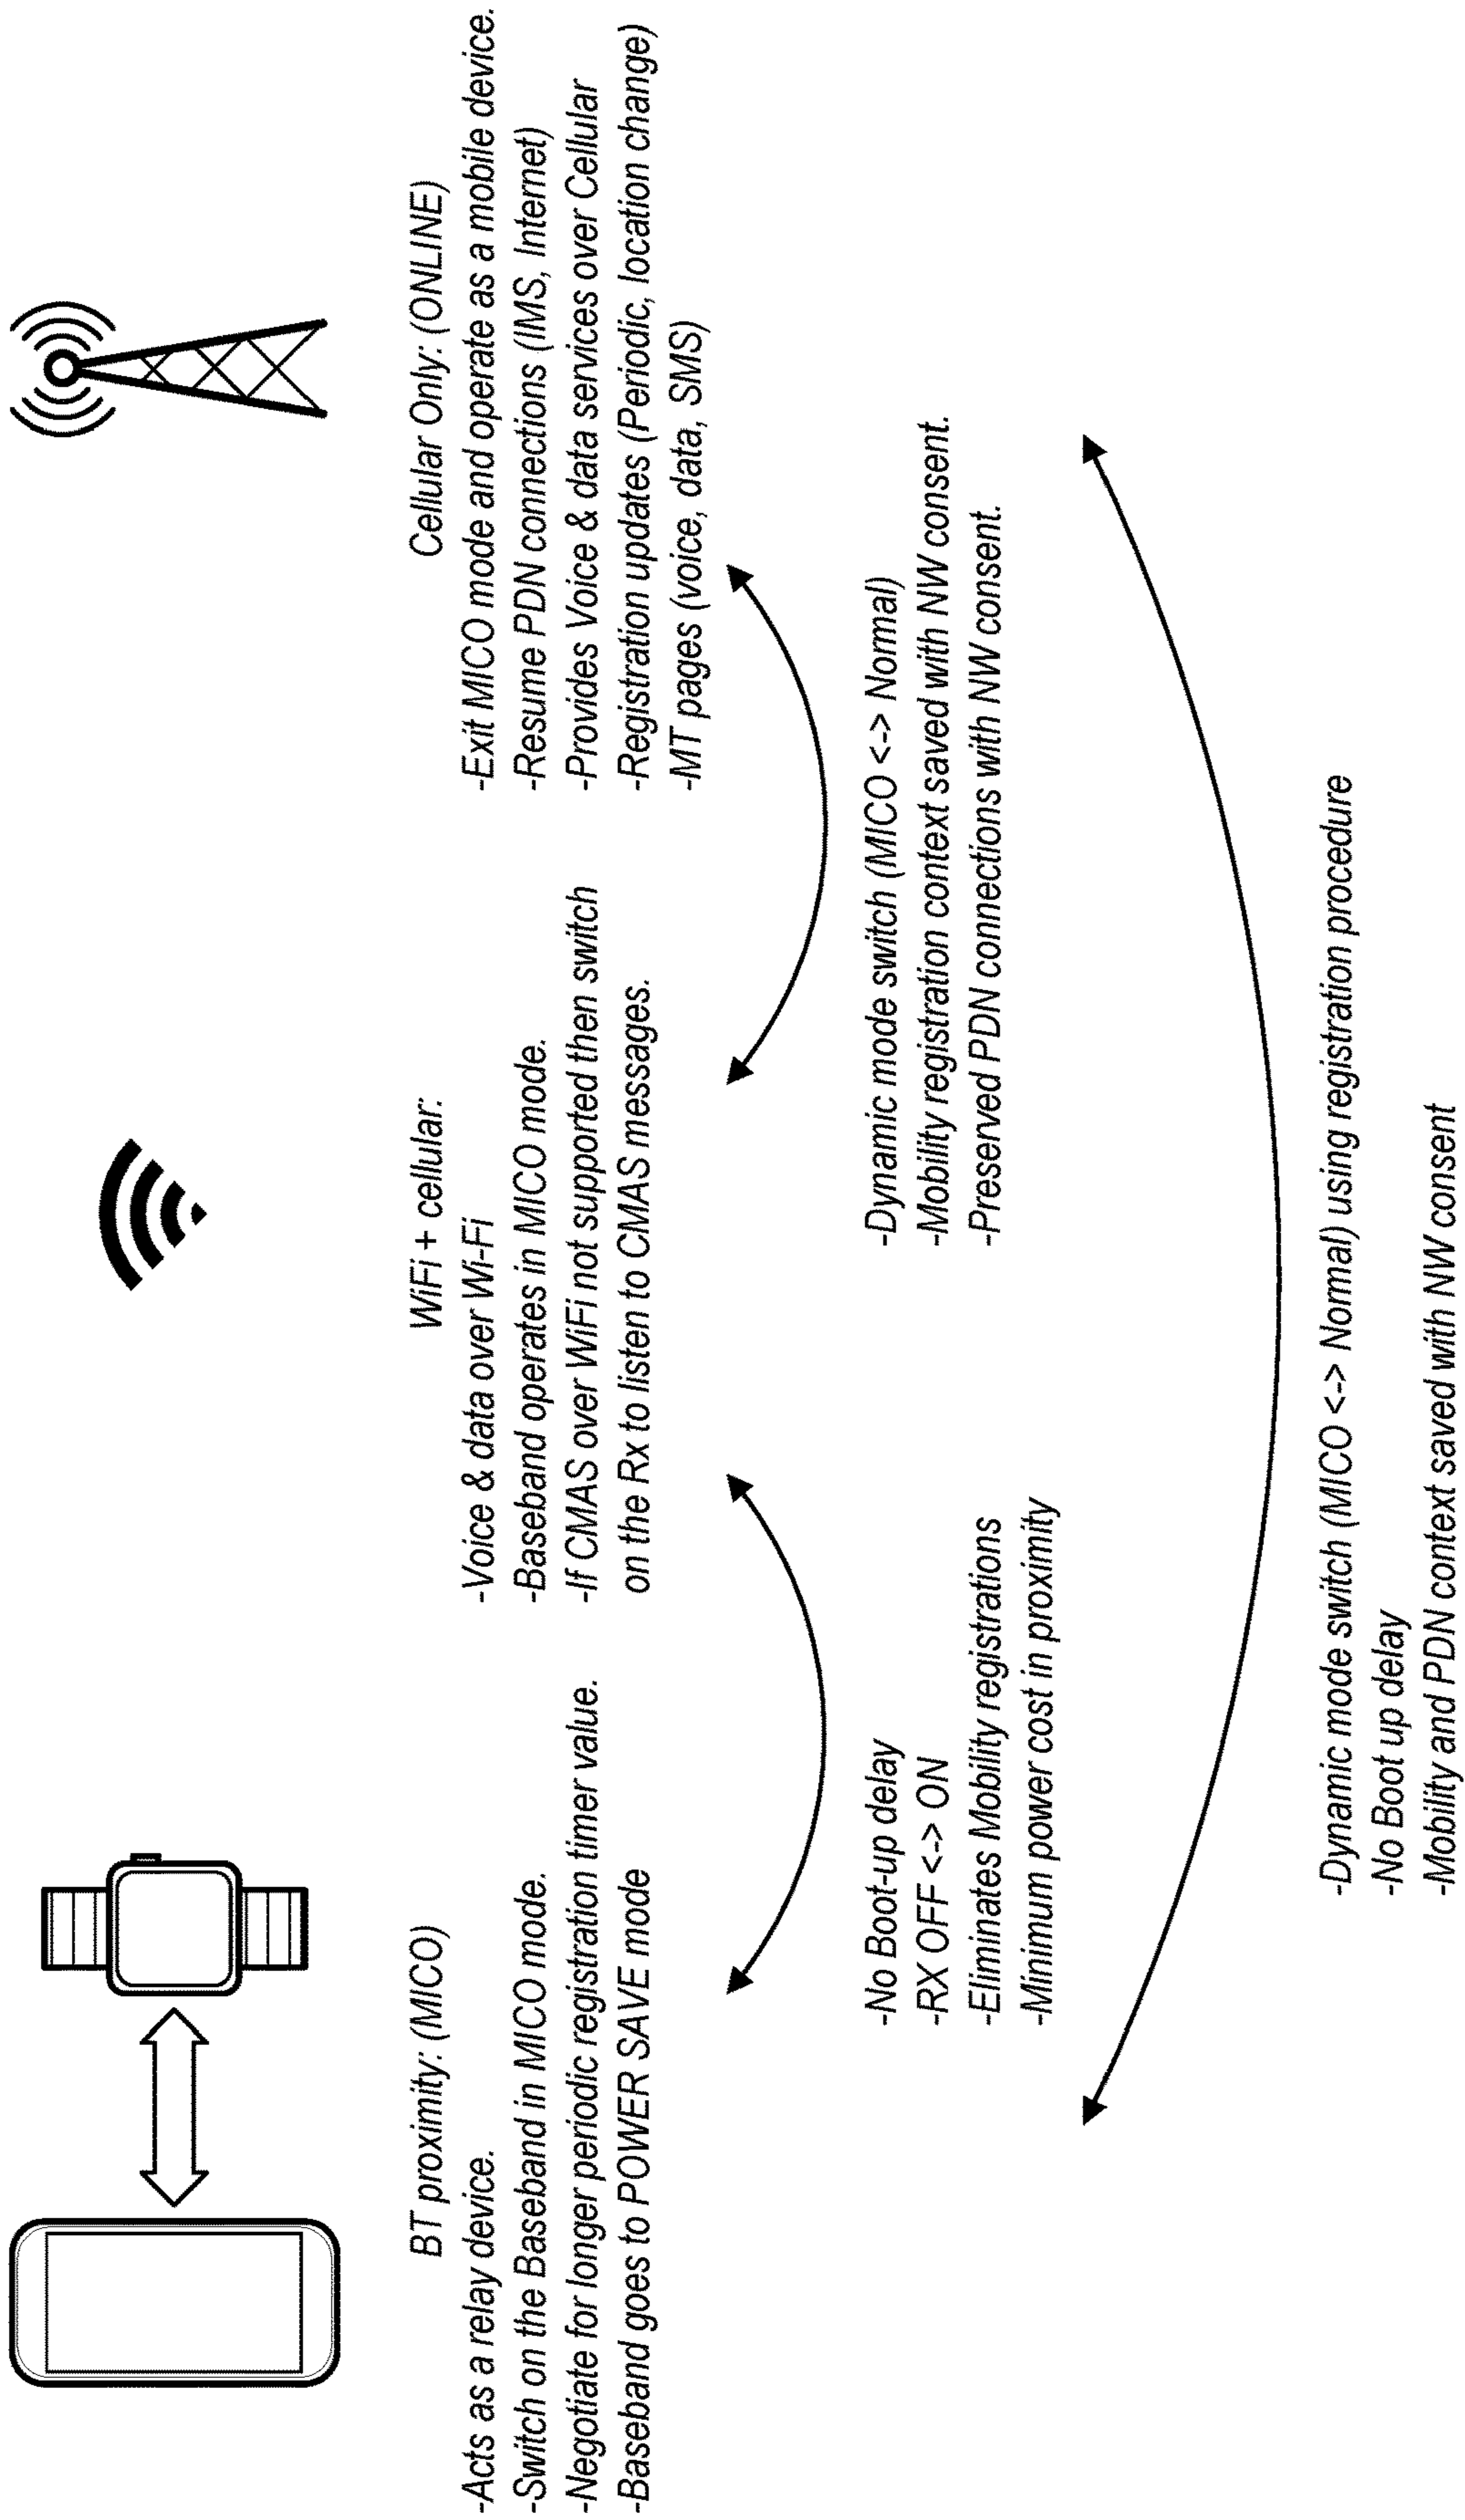 BT proximity: (MICO)
-Acts as a relay device.
-Switch on the Baseband in MICO mode.
-Negotiate for longer periodic registration timer value.
-Baseband goes to POWER SAVE mode
WiFi + cellular:
-Voice & data over Wi-Fi
-Baseband operates in MICO mode.
-If CMAS over WiFi not supported then switch
on the Rx to listen to CMAS messages.
Cellular Only: (ONLINE)
-Exit MICO mode and operate as a mobile device.
-Resume PDN connections (IMS, Internet)
-Provides Voice & data services over Cellular
-Registration updates (Periodic, location change)
-MT pages (voice, data, SMS)
-No Boot-up delay
-RX OFF <-> ON
-Eliminates Mobility registrations
-Minimum power cost in proximity
-Dynamic mode switch (MICO <-> Normal)
-Mobility registration context saved with NW consent.
-Preserved PDN connections with NW consent.
-Dynamic mode switch (MICO <-> Normal) using registration procedure
-No Boot up delay
-Mobility and PDN context saved with NW consent